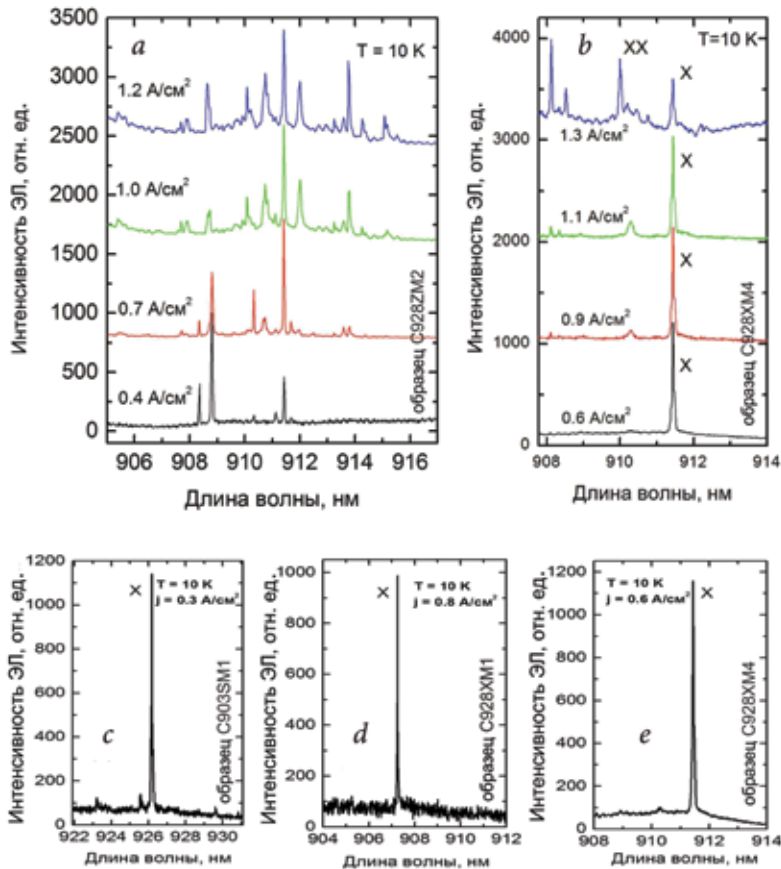 a
T = 10 K
1.2 А/см²
1.0 А/см²
0.7 А/см²
0.4 А/см²
образец C928ZM2
3500
3000
2500
2000
1750
1500
1000
750
500
250
0
905 906 908 910 912 914 916
Интенсивность ЭЛ, отн. ед.
Длина волны, нм
b
XX
T=10 K
X
1.3 А/см²
X
1.1 А/см²
X
0.9 А/см²
X
0.6 А/см²
образец C928XM4
4000
3000
2000
1000
0
908 910 912 914
Интенсивность ЭЛ, отн. ед.
Длина волны, нм
1200
1000
800
600
400
200
0
X
T = 10 K
j = 0.3 А/см²
c
образец C903SM1
922 924 926 928 930
Интенсивность ЭЛ, отн. ед.
Длина волны, нм
1000
800
600
400
200
0
X
T = 10 K
j = 0.8 А/см²
d
образец C928XM1
904 906 908 910 912
Интенсивность ЭЛ, отн. ед.
Длина волны, нм
1200
1000
800
600
400
200
0
T = 10 K
j = 0.6 А/см²
X
e
образец C928XM4
908 910 912 914
Интенсивность ЭЛ, отн. ед.
Длина волны, нм